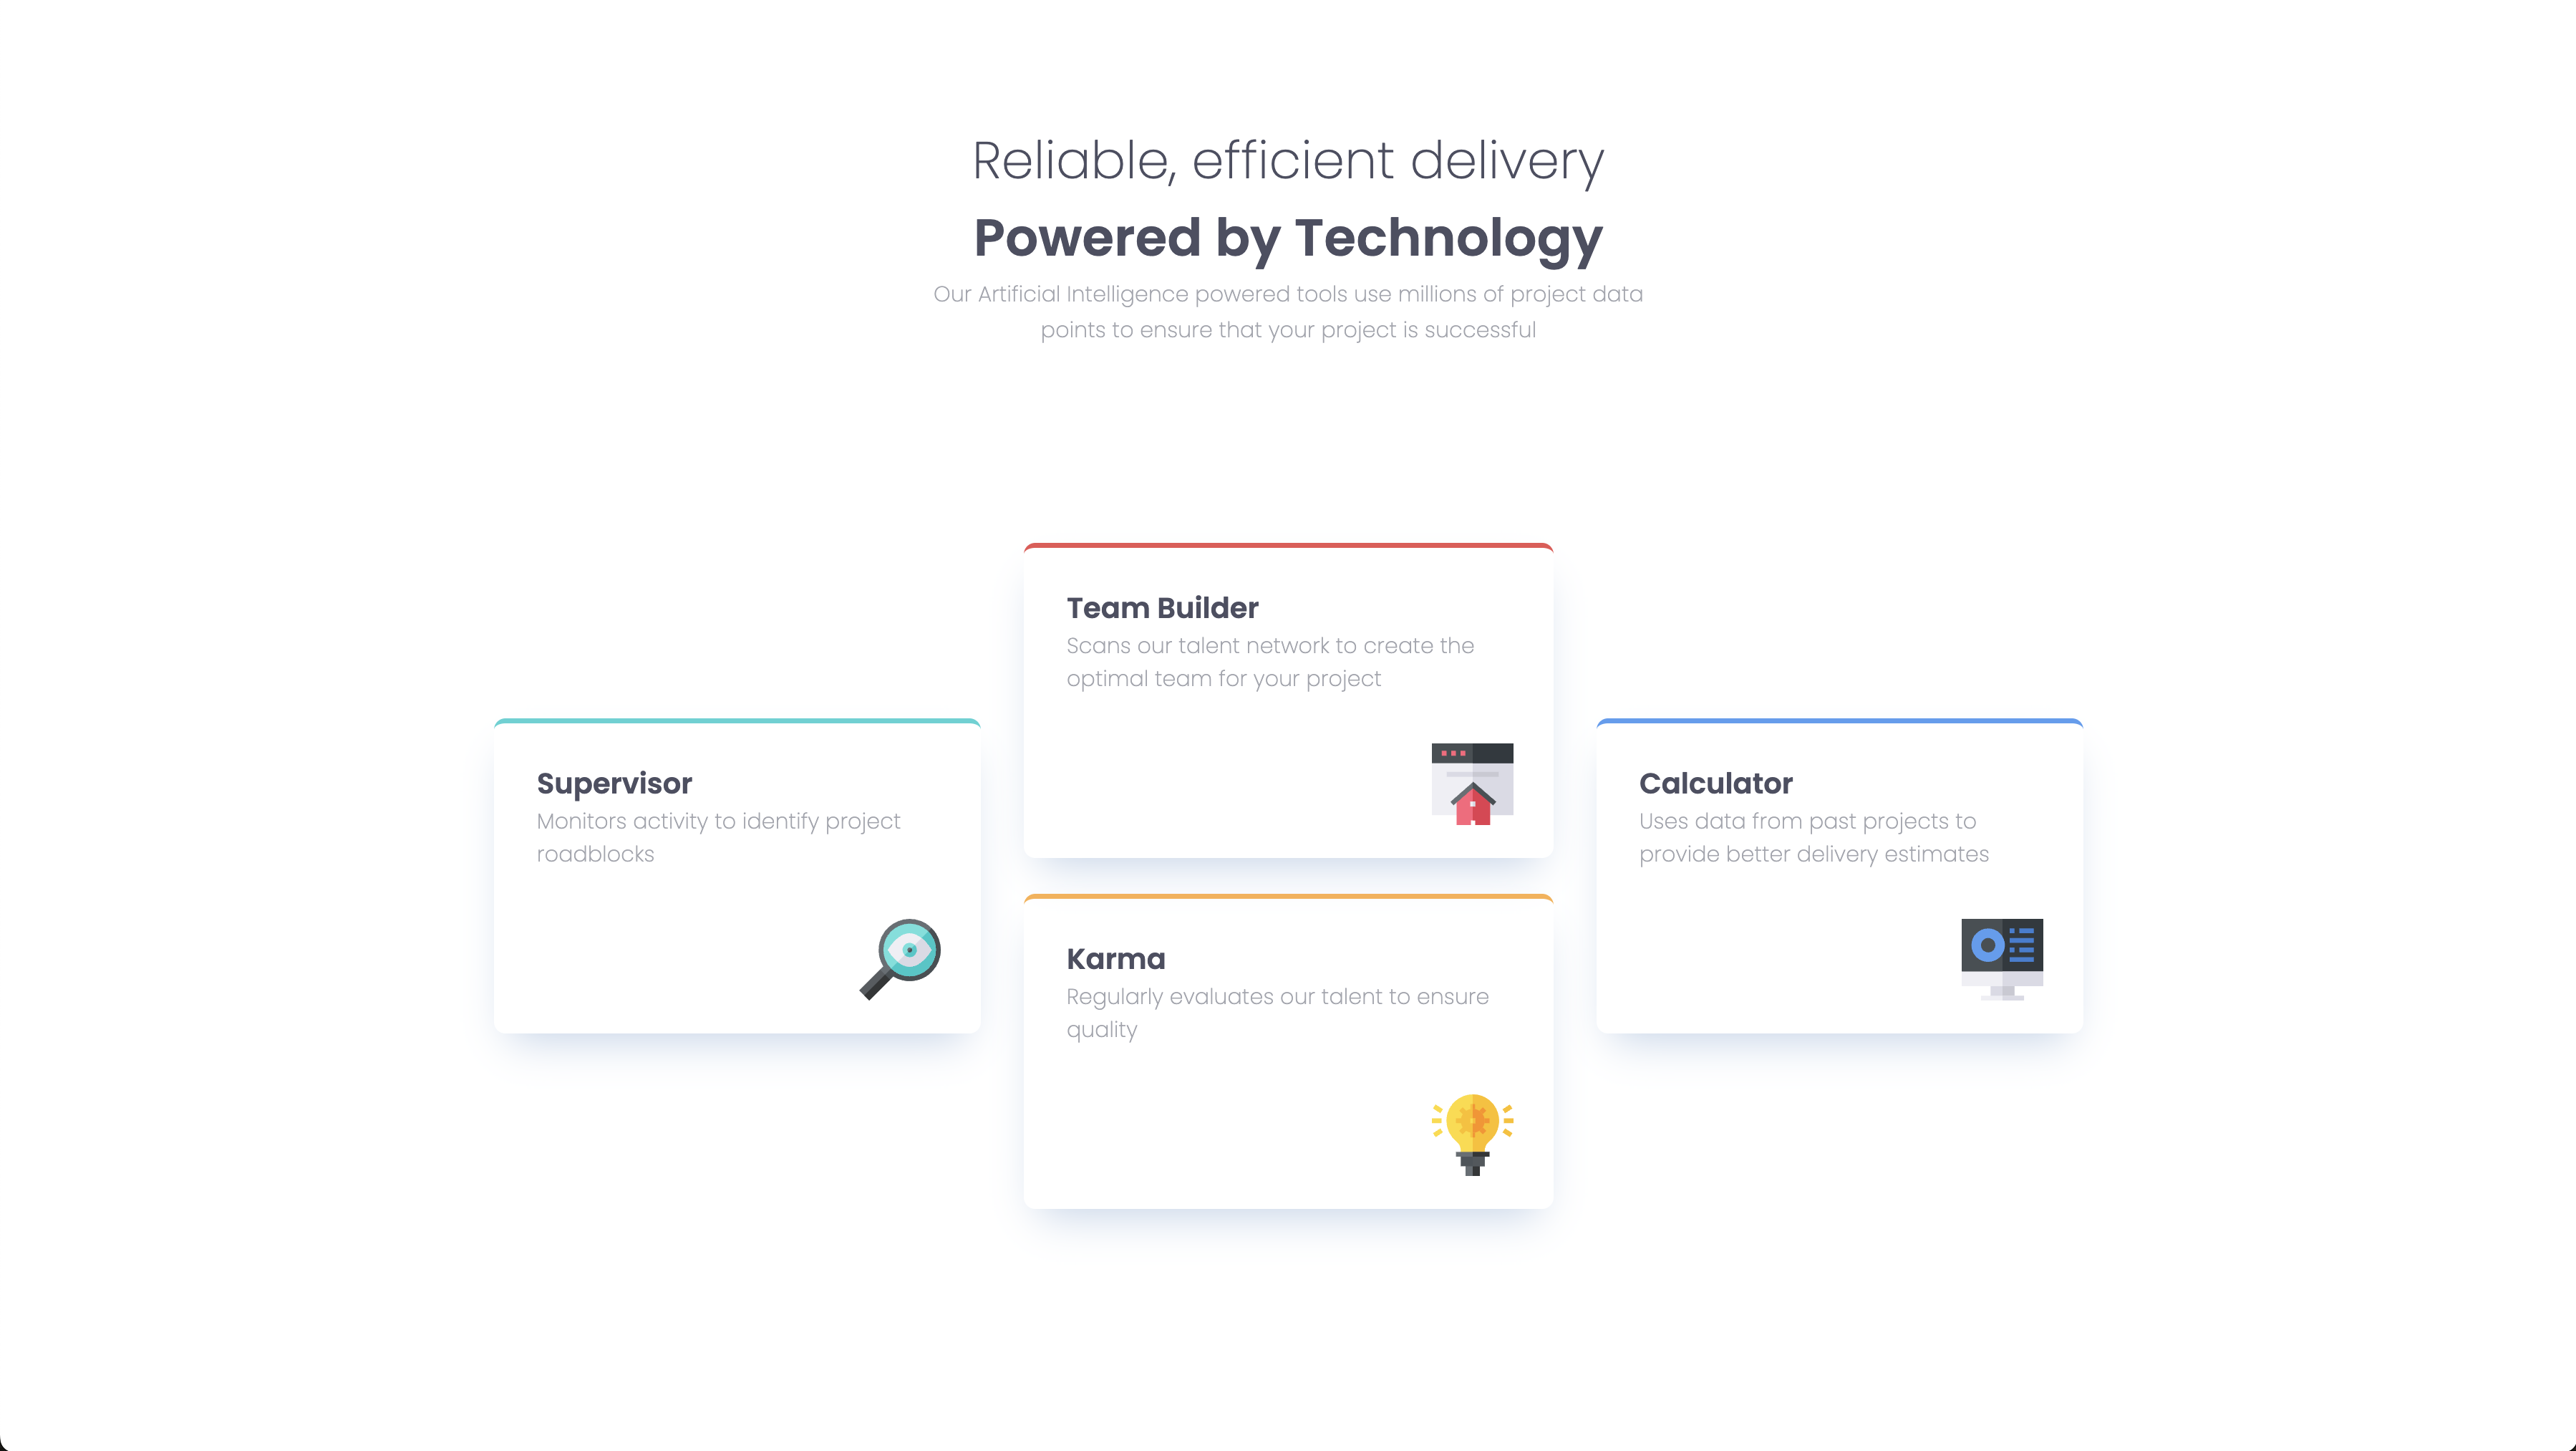 Reliable, efficient delivery
Powered by Technology
Our Artificial Intelligence powered tools use millions of project data
points to ensure that your project is successful
Supervisor
Monitors activity to identify project
roadblocks
Team Builder
Scans our talent network to create the
optimal team for your project
Karma
Regularly evaluates our talent to ensure
quality
Calculator
Uses data from past projects to
provide better delivery estimates